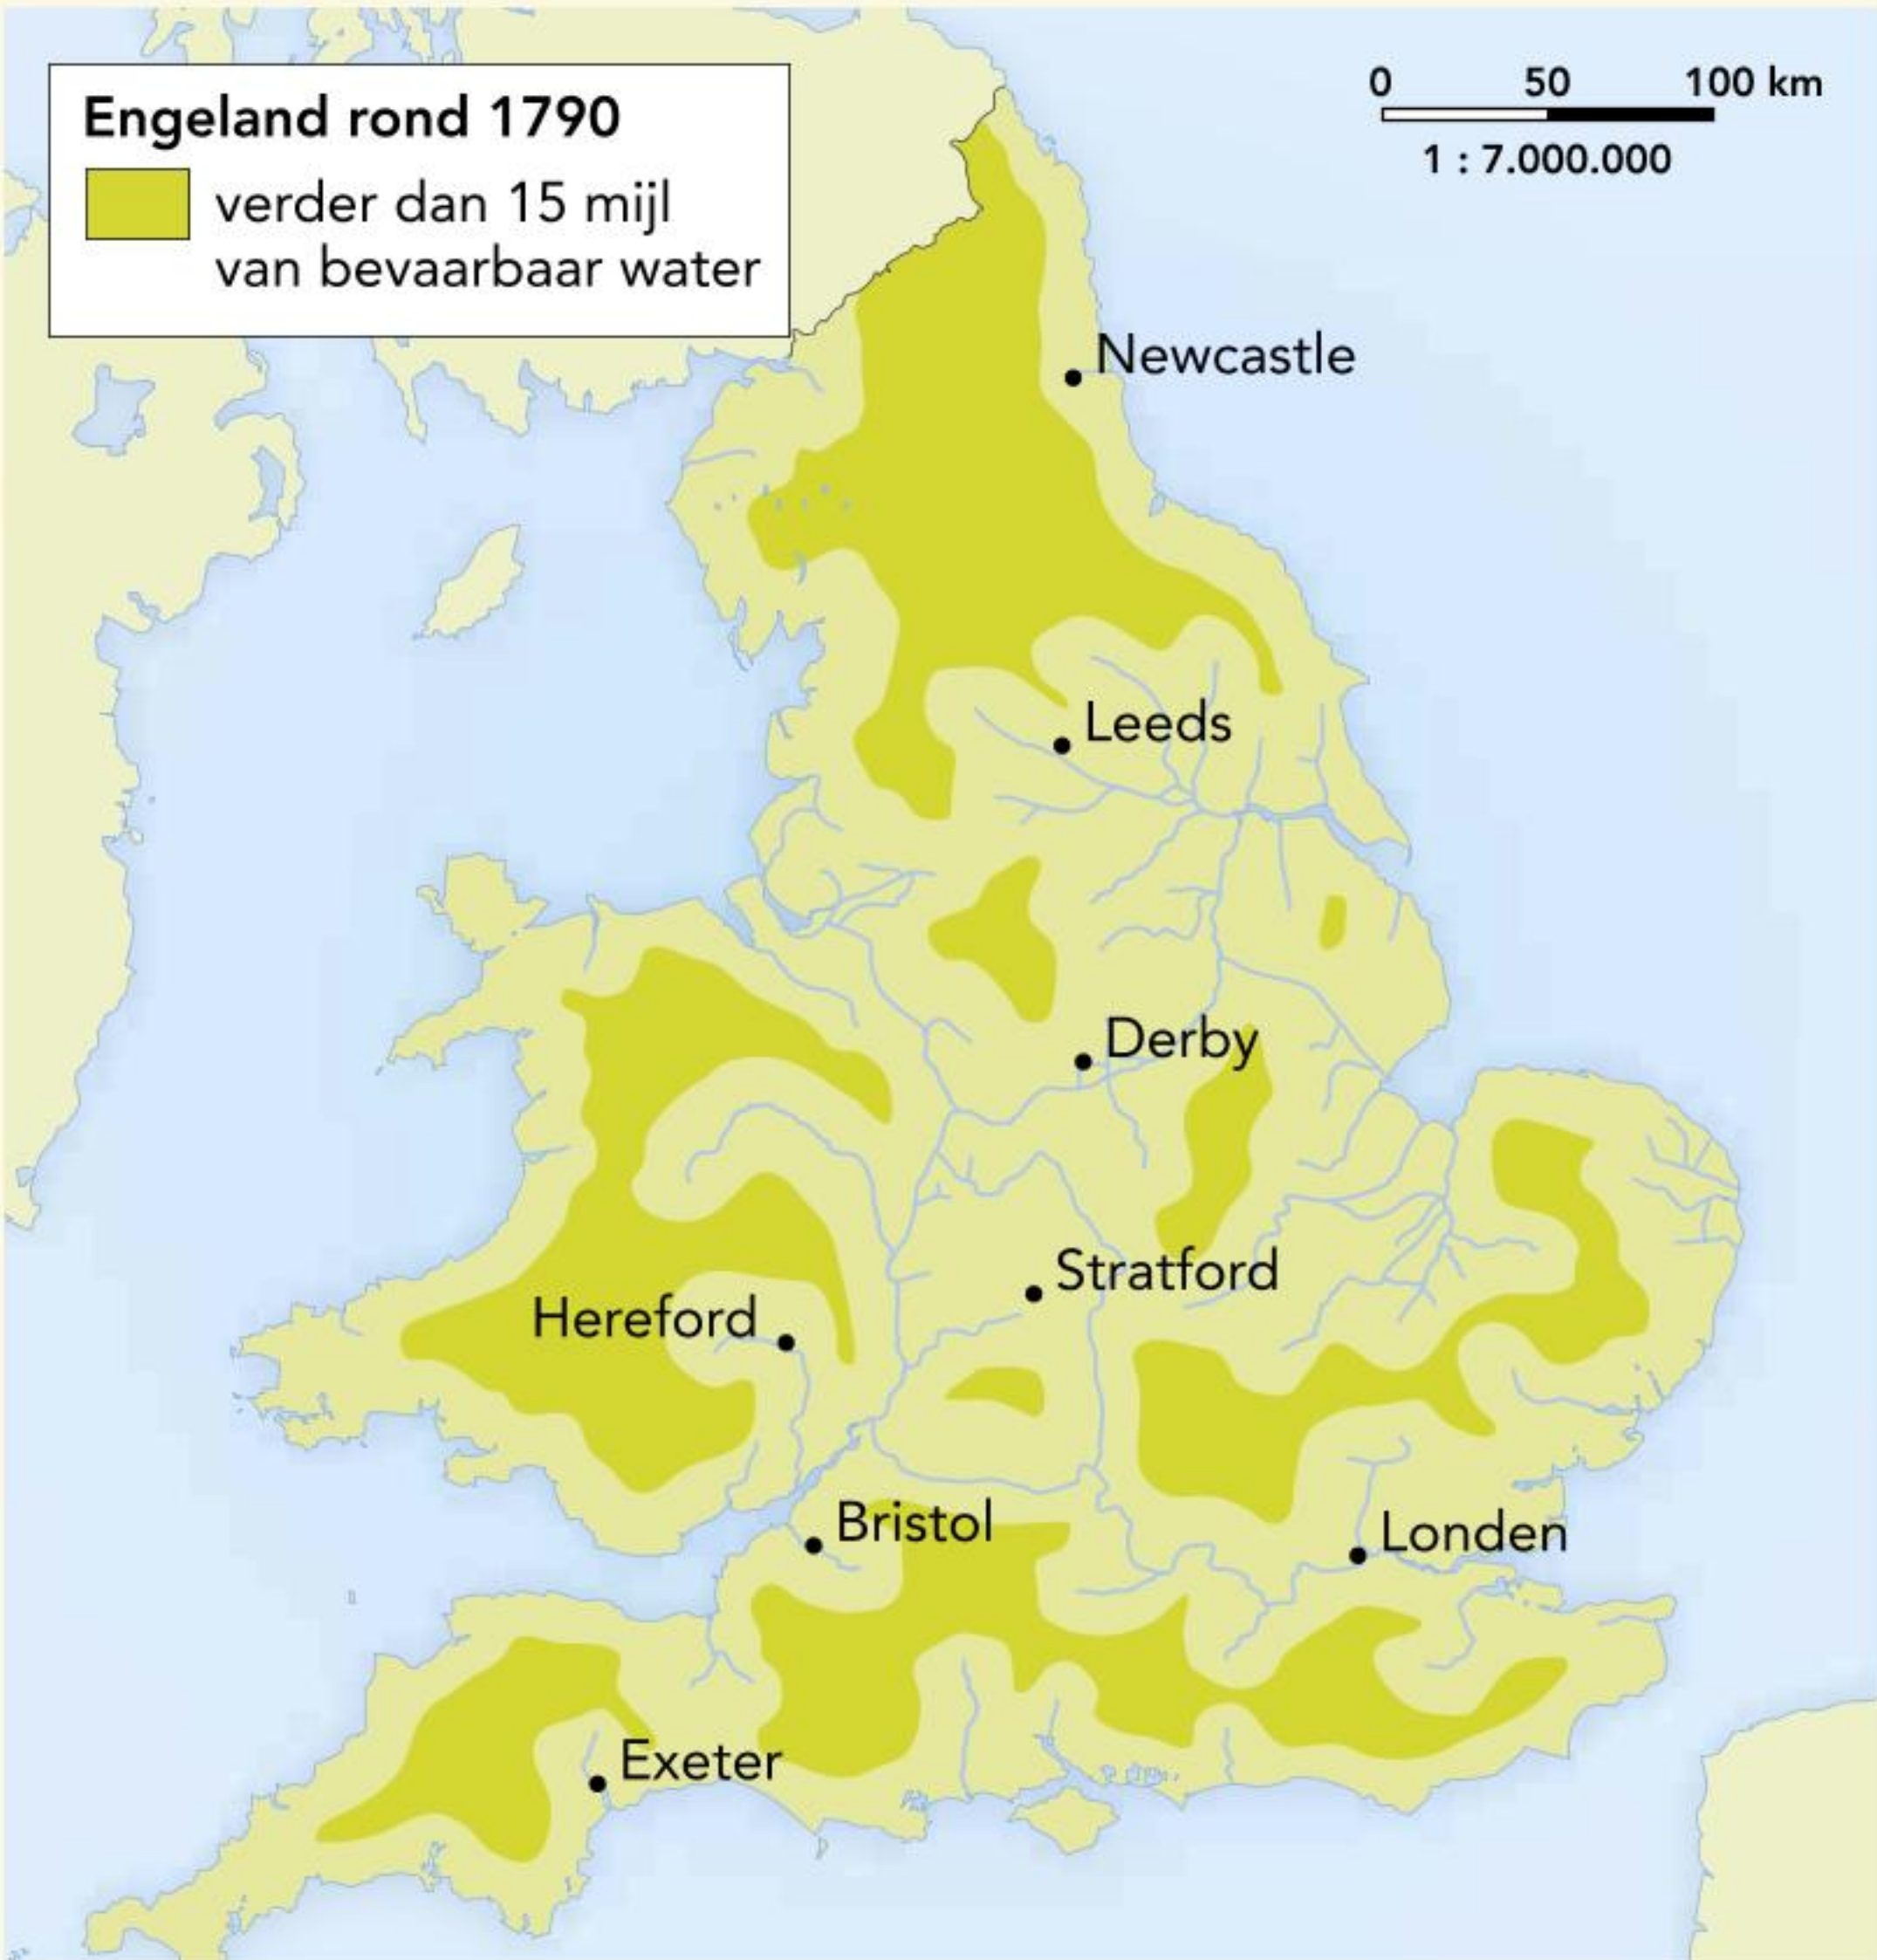 Engeland rond 1790
verder dan 15 mijl
van bevaarbaar water
0 50 100 km
1 : 7.000.000
Newcastle
Leeds
Derby
Stratford
Hereford
Bristol
Londen
Exeter